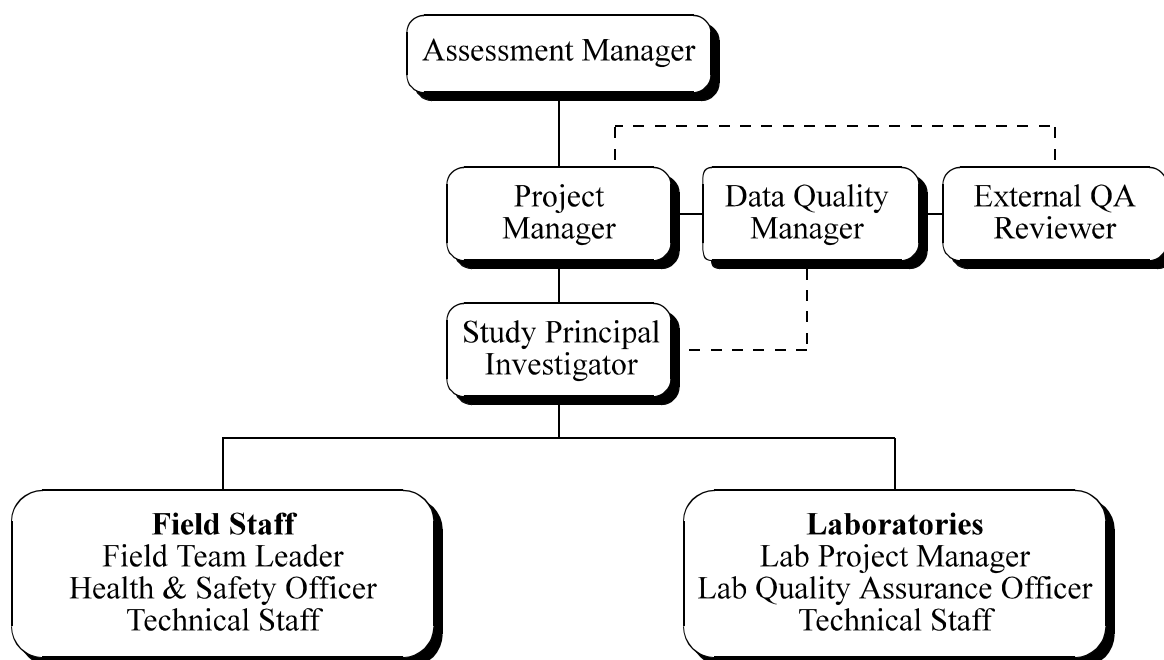 Assessment Manager
Project
Manager
Data Quality
Manager
External QA
Reviewer
Study Principal
Investigator
Field Staff
Field Team Leader
Health & Safety Officer
Technical Staff
Laboratories
Lab Project Manager
Lab Quality Assurance Officer
Technical Staff